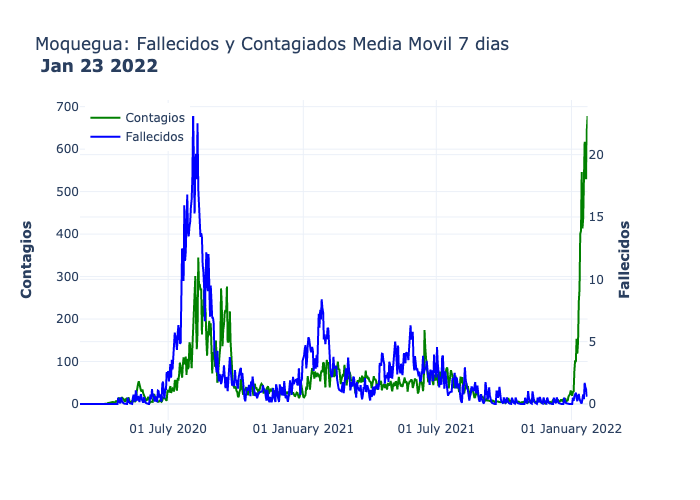 Moquegua: Fallecidos y Contagiados Media Movil 7 dias
Jan 23 2022
Contagios
Fallecidos
700
600
500
400
300
200
100
0
20
15
10
5
0
Contagios
Fallecidos
01 July 2020
01 January 2021
01 July 2021
01 January 2022